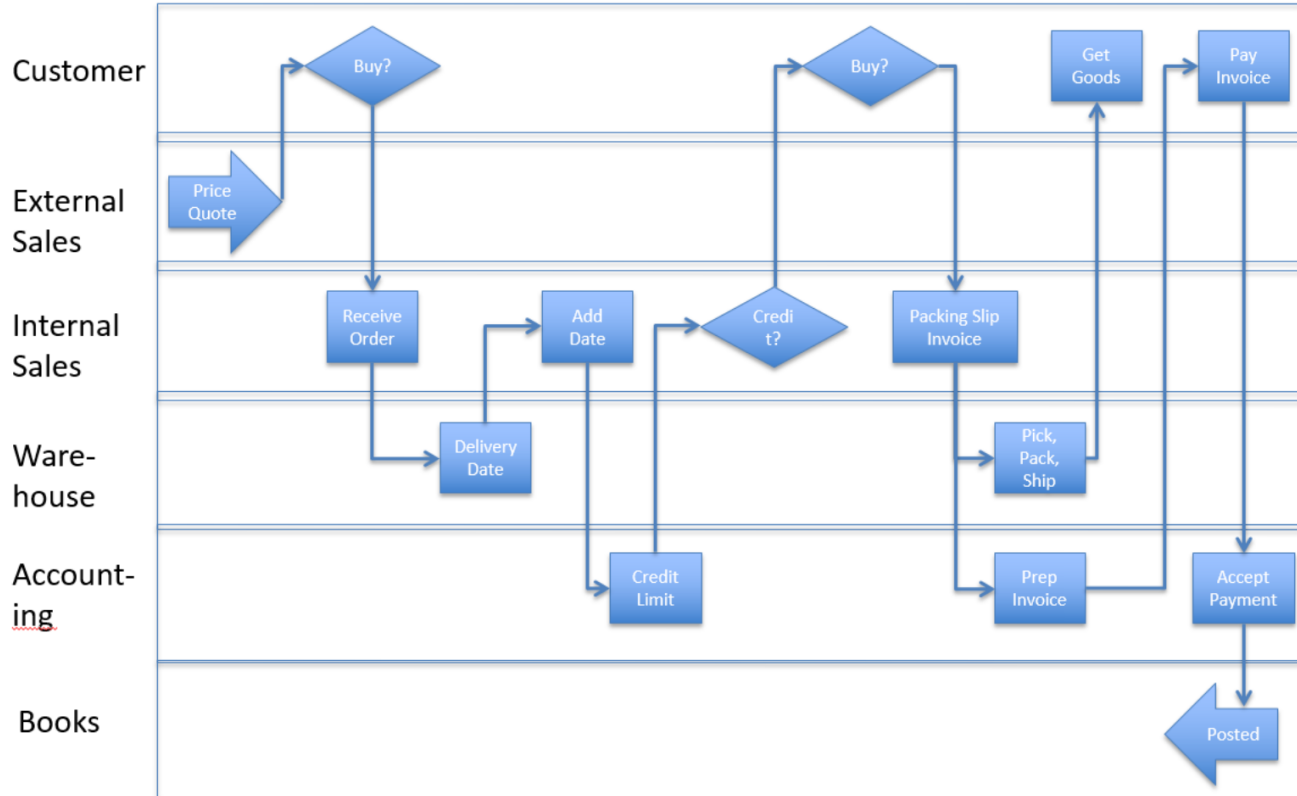 Customer
Buy?
Buy?
Get
Goods
Pay
Invoice
External
Sales
Price
Quote
Internal
Sales
Receive
Order
Add
Date
Credi
t?
Packing Slip
Invoice
Ware-
house
Delivery
Date
Pick,
Pack,
Ship
Account-
ing
Credit
Limit
Prep
Invoice
Accept
Payment
Books
Posted